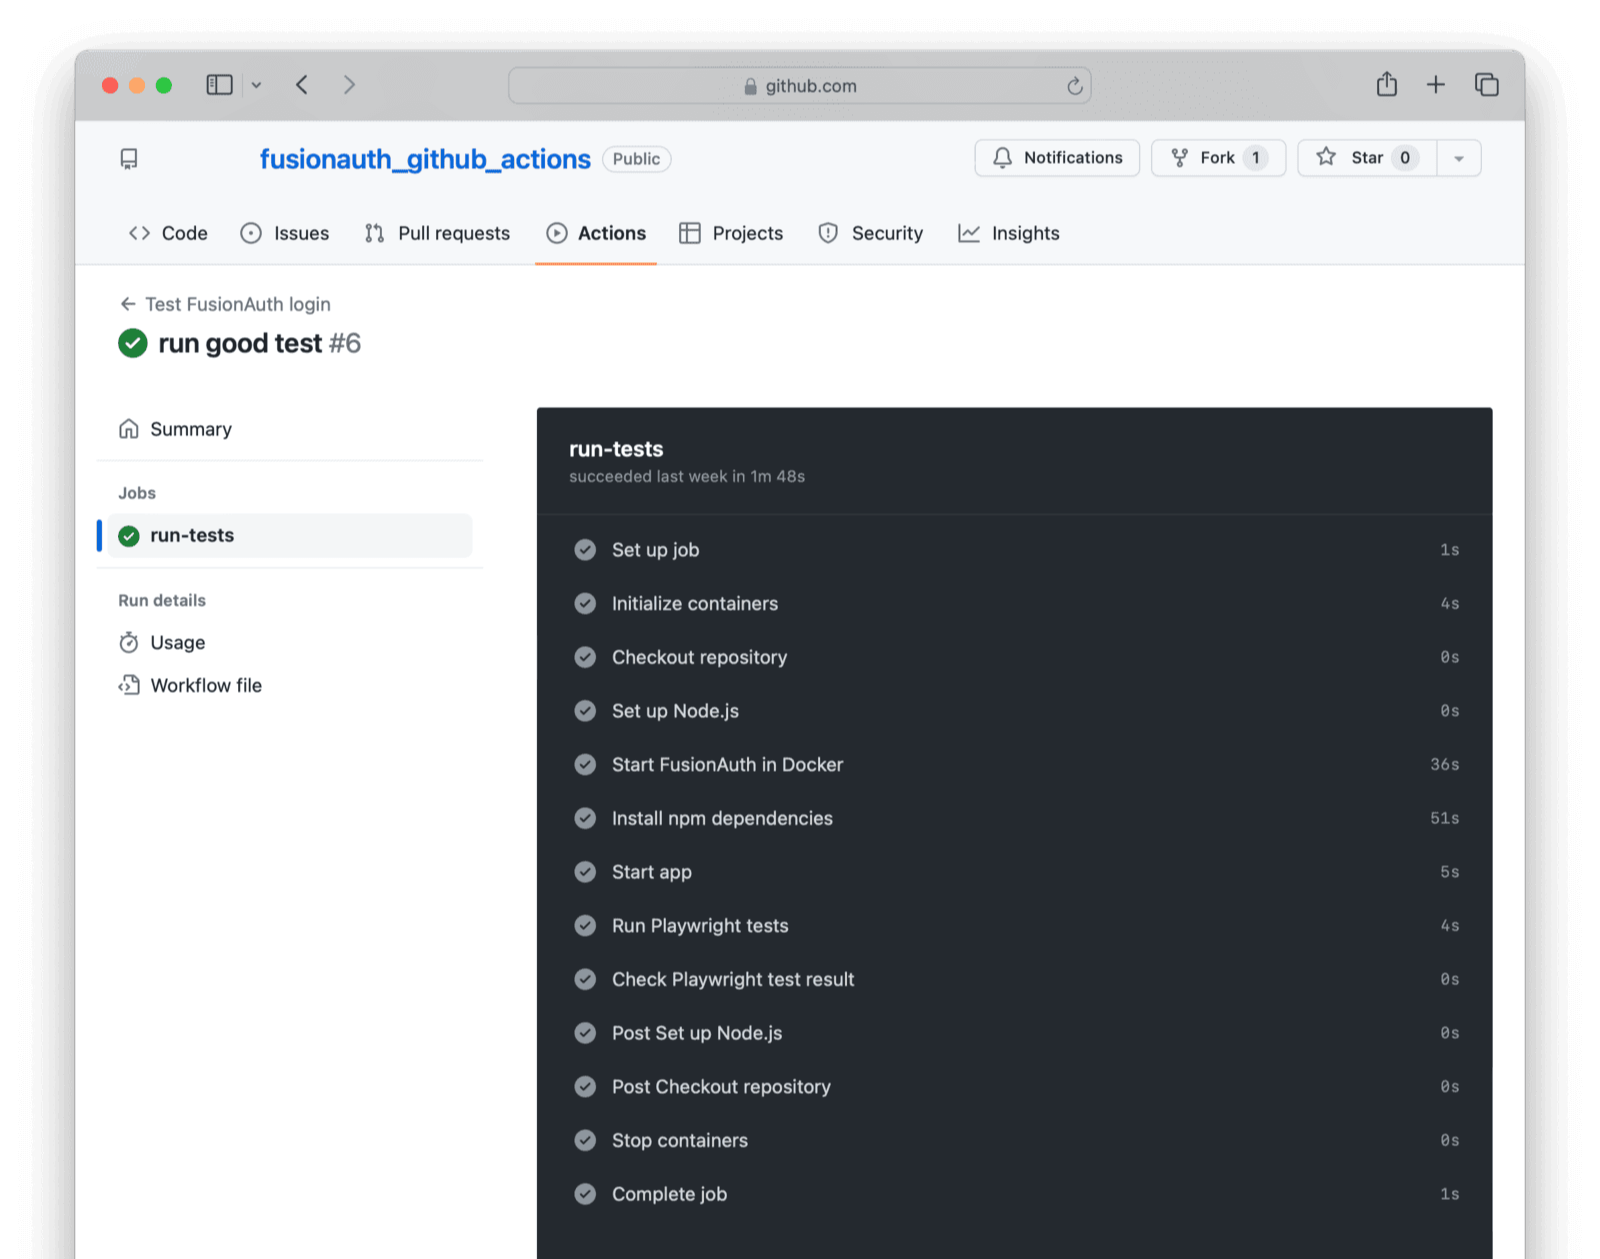 github.com
fusionauth_github_actions Public Notifications Fork 1 Star 0
Code Issues Pull requests Actions Projects Security Insights
Test FusionAuth login
run good test #6
Summary
Jobs
run-tests
Run details
Usage
Workflow file
run-tests
succeeded last week in 1m 48s
Set up job 1s
Initialize containers 4s
Checkout repository 0s
Set up Node.js 0s
Start FusionAuth in Docker 36s
Install npm dependencies 51s
Start app 5s
Run Playwright tests 4s
Check Playwright test result 0s
Post Set up Node.js 0s
Post Checkout repository 0s
Stop containers 0s
Complete job 1s